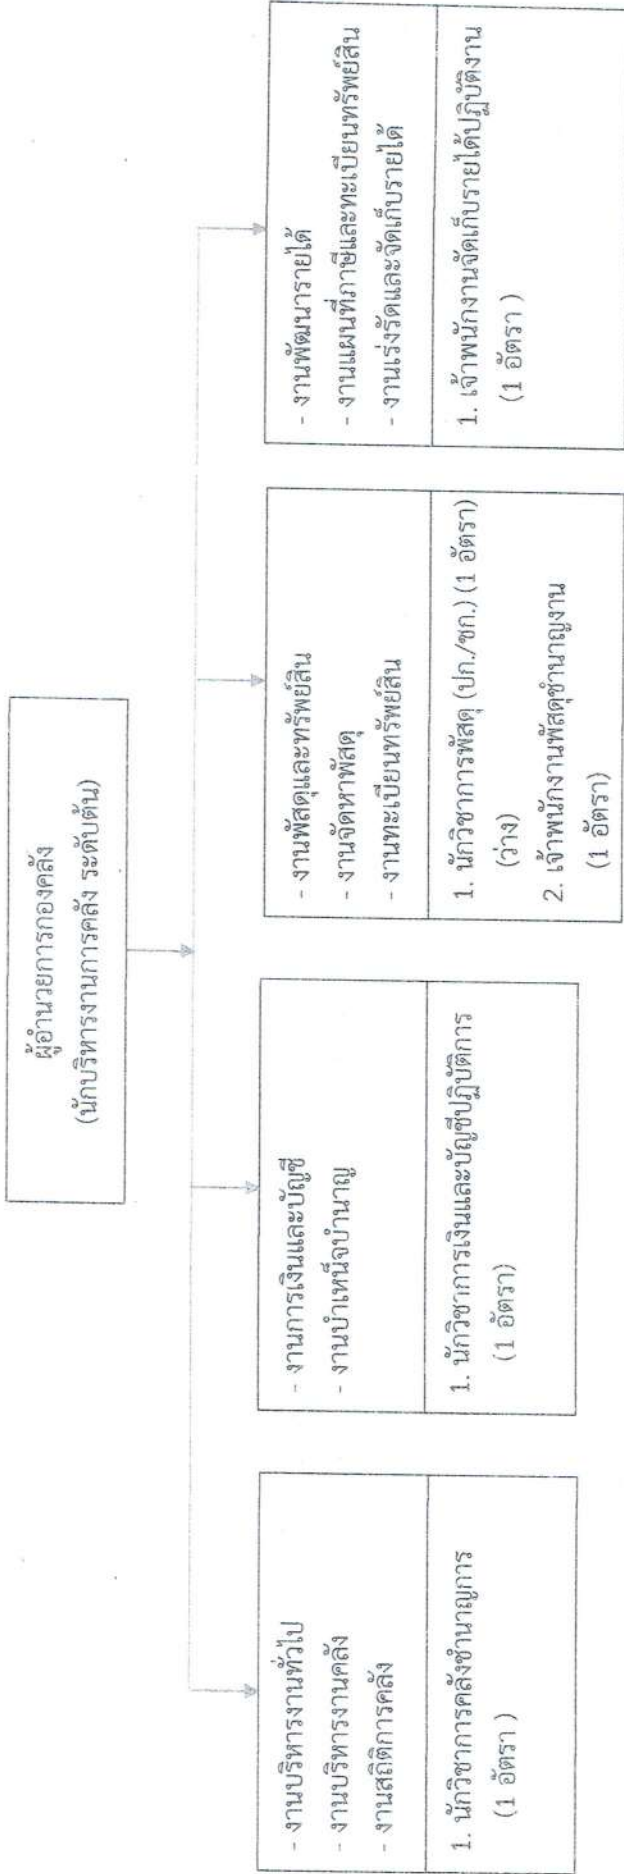 ผู้อำนวยการกองคลัง
(นักบริหารงานการคลัง ระดับต้น)
- งานบริหารงานทั่วไป
- งานบริหารงานคลัง
- งานสถิติการคลัง
1. นักวิชาการคลังชำนาญการ
(1 อัตรา )
- งานการเงินและบัญชี
- งานบำเหน็จบำนาญ
1. นักวิชาการเงินและบัญชีปฏิบัติการ
(1 อัตรา)
- งานพัสดุและทรัพย์สิน
- งานจัดหาพัสดุ
- งานทะเบียนทรัพย์สิน
1. นักวิชาการพัสดุ (ปก./ชก.) (1 อัตรา)
(ว่าง)
2. เจ้าพนักงานพัสดุชำนาญงาน
(1 อัตรา)
- งานพัฒนารายได้
- งานแผนที่ภาษีและทะเบียนทรัพย์สิน
- งานเร่งรัดและจัดเก็บรายได้
1. เจ้าพนักงานจัดเก็บรายได้ปฏิบัติงาน
(1 อัตรา )